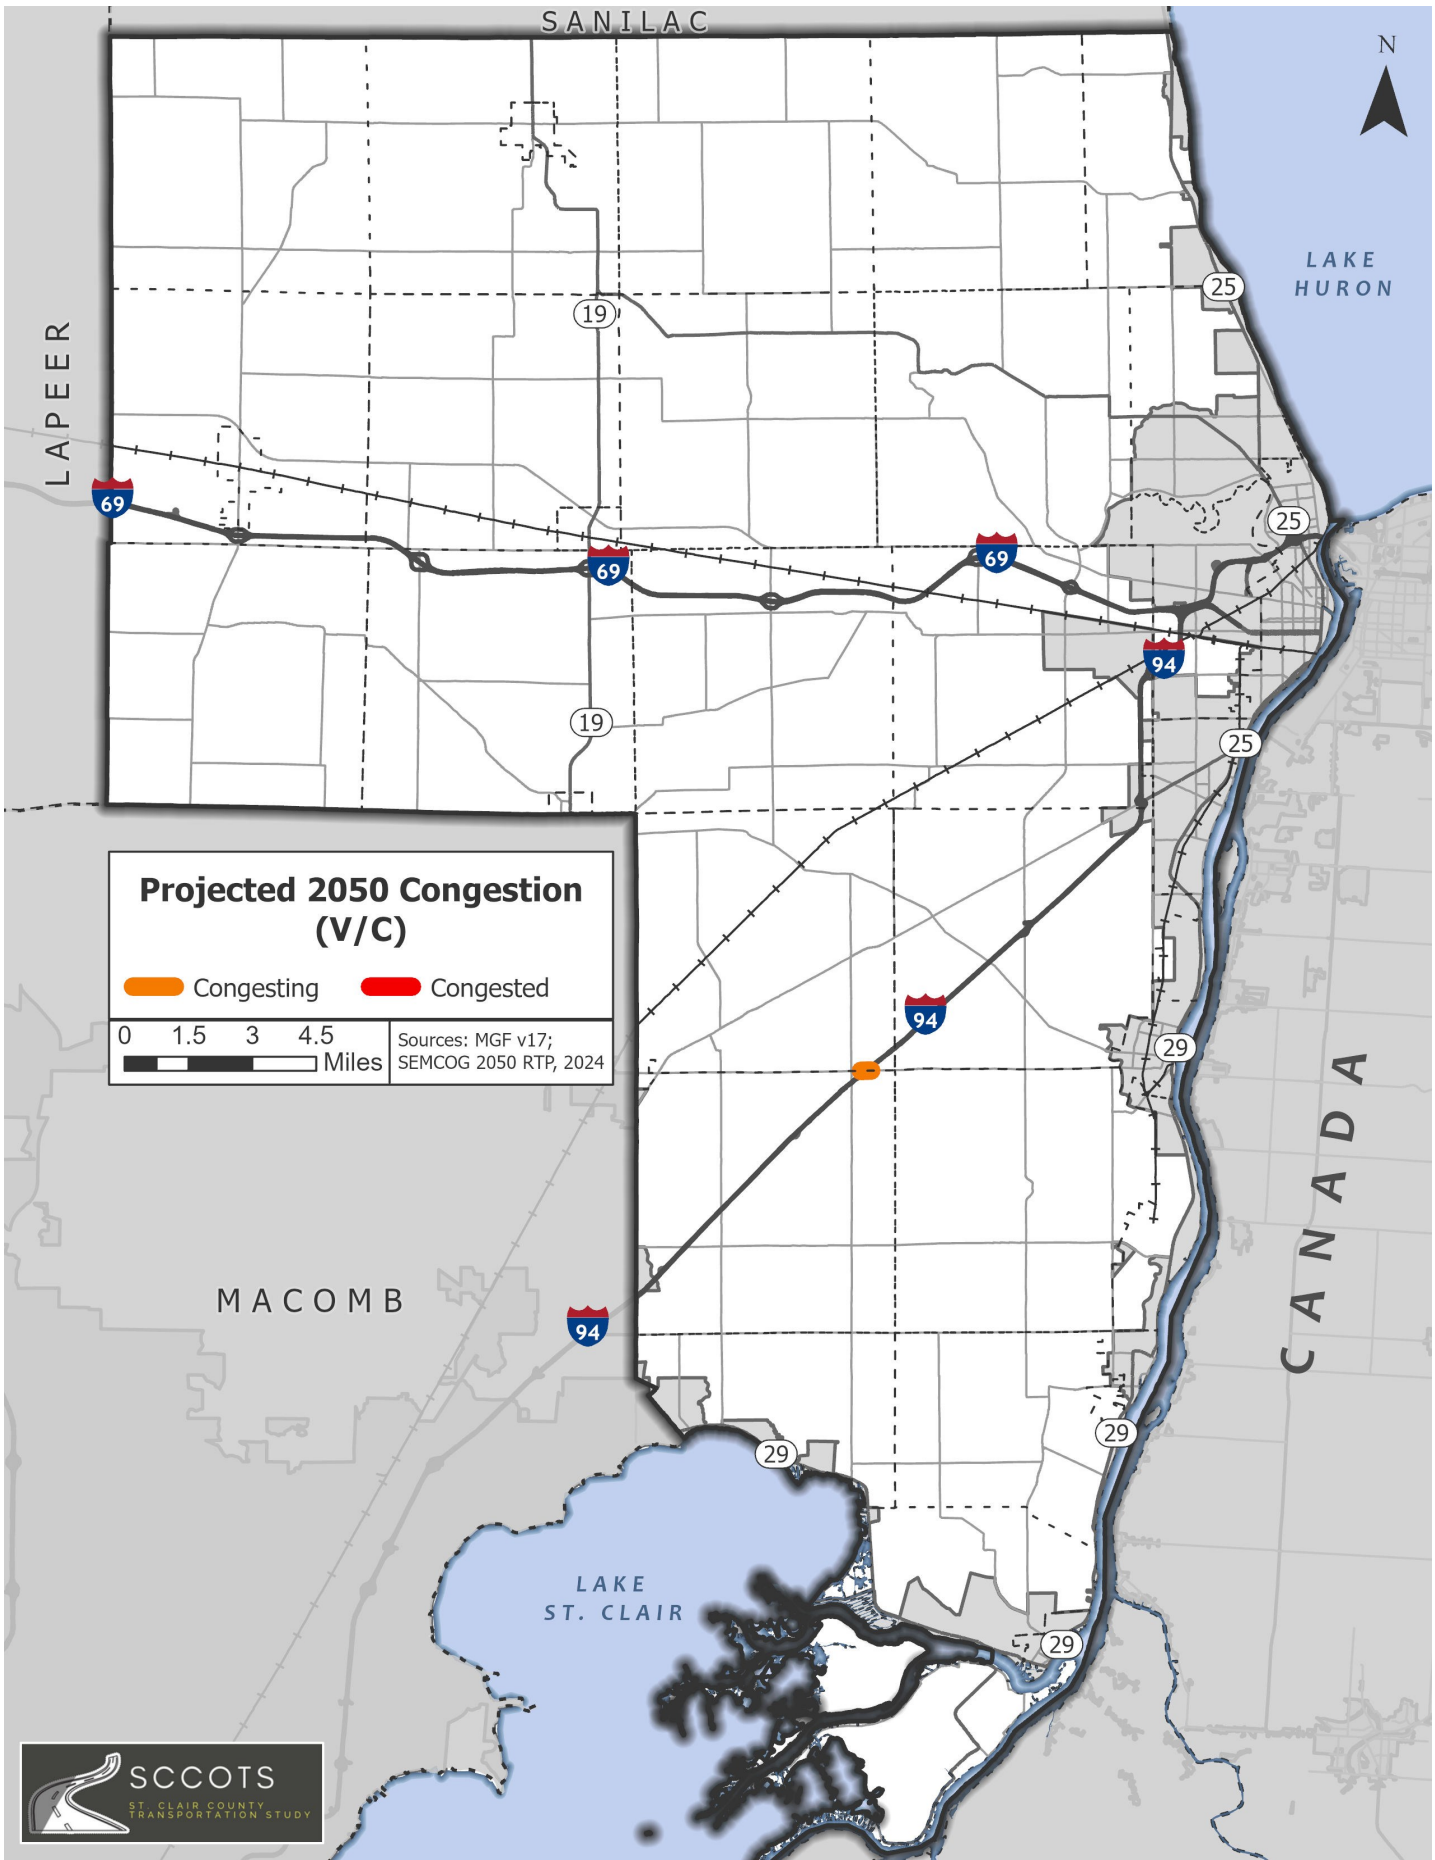 SANILAC
N
LAKE
HURON
25
19
LAPEER
69
25
69
69
94
19
25
Projected 2050 Congestion
(V/C)
Congesting
Congested
0 1.5 3 4.5
Miles
Sources: MGF v17;
SEMCOG 2050 RTP, 2024
94
29
CANADA
MACOMB
94
29
29
LAKE
ST. CLAIR
29
SCCOTS
ST. CLAIR COUNTY
TRANSPORTATION STUDY